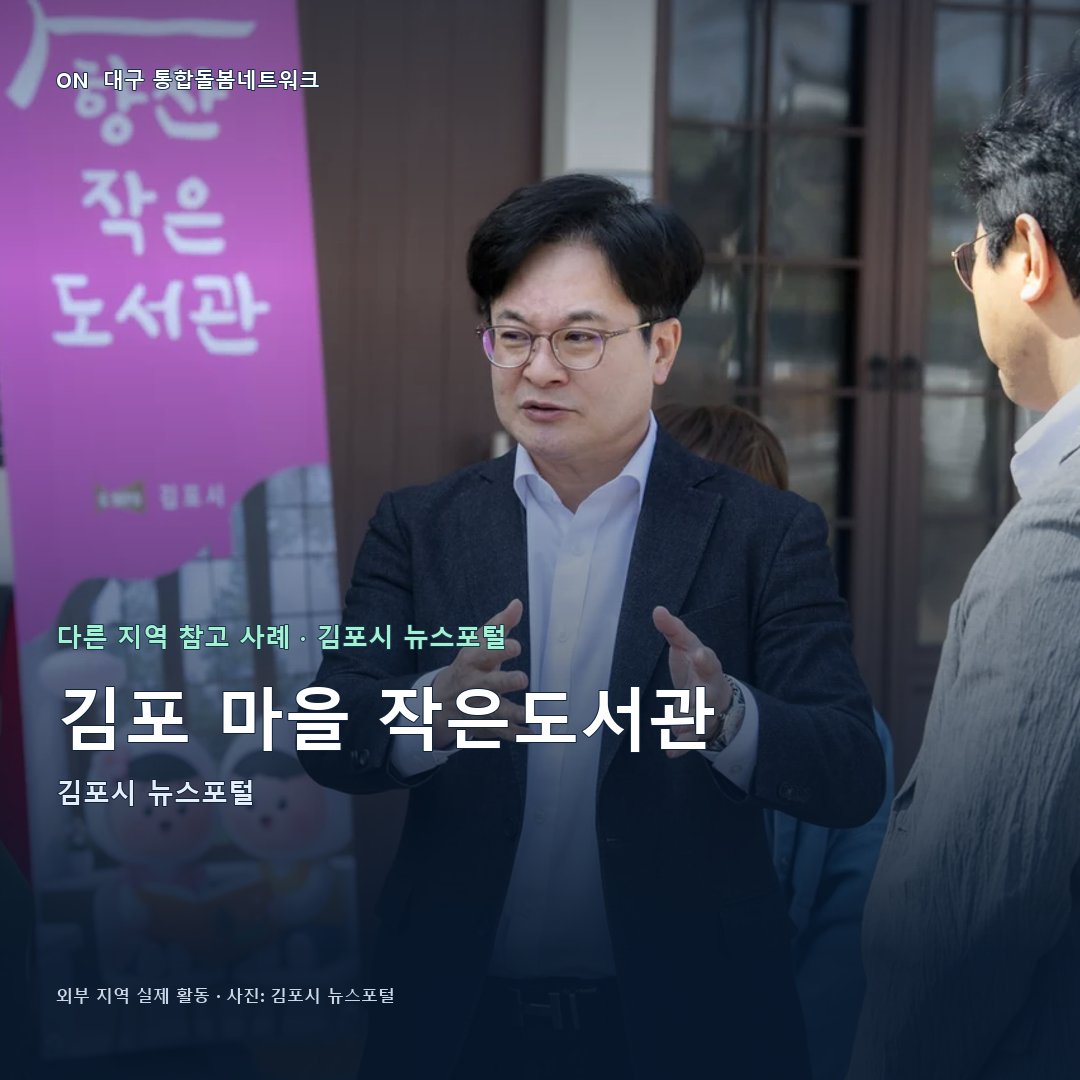 ON 대구 통합돌봄네트워크
향산
작은
도서관
김포시
다른 지역 참고 사례 · 김포시 뉴스포털
김포 마을 작은도서관
김포시 뉴스포털
외부 지역 실제 활동 · 사진: 김포시 뉴스포털